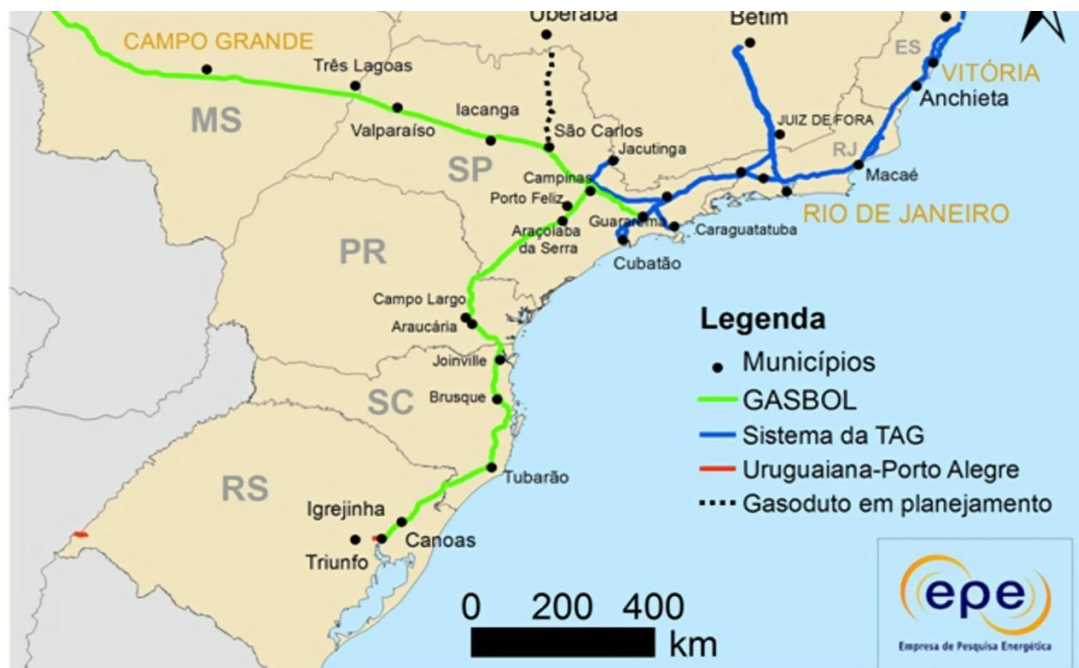 Uberaba
Betim
CAMPO GRANDE
ES
VITÓRIA
Três Lagoas
Anchieta
Iacanga
MS
Valparaíso
São Carlos
JUIZ DE FORA
Jacutinga
RJ
SP
Campinas
Macaé
Porto Feliz
Guararema
RIO DE JANEIRO
Araçoiaba
da Serra
Caraguatatuba
PR
Cubatão
Campo Largo
Araucária
Legenda
Joinville
Municípios
SC
Brusque
GASBOL
Sistema da TAG
Tubarão
Uruguaiana-Porto Alegre
RS
Igrejinha
Gasoduto em planejamento
Canoas
Triunfo
0 200 400
km
epe
Empresa de Pesquisa Energética